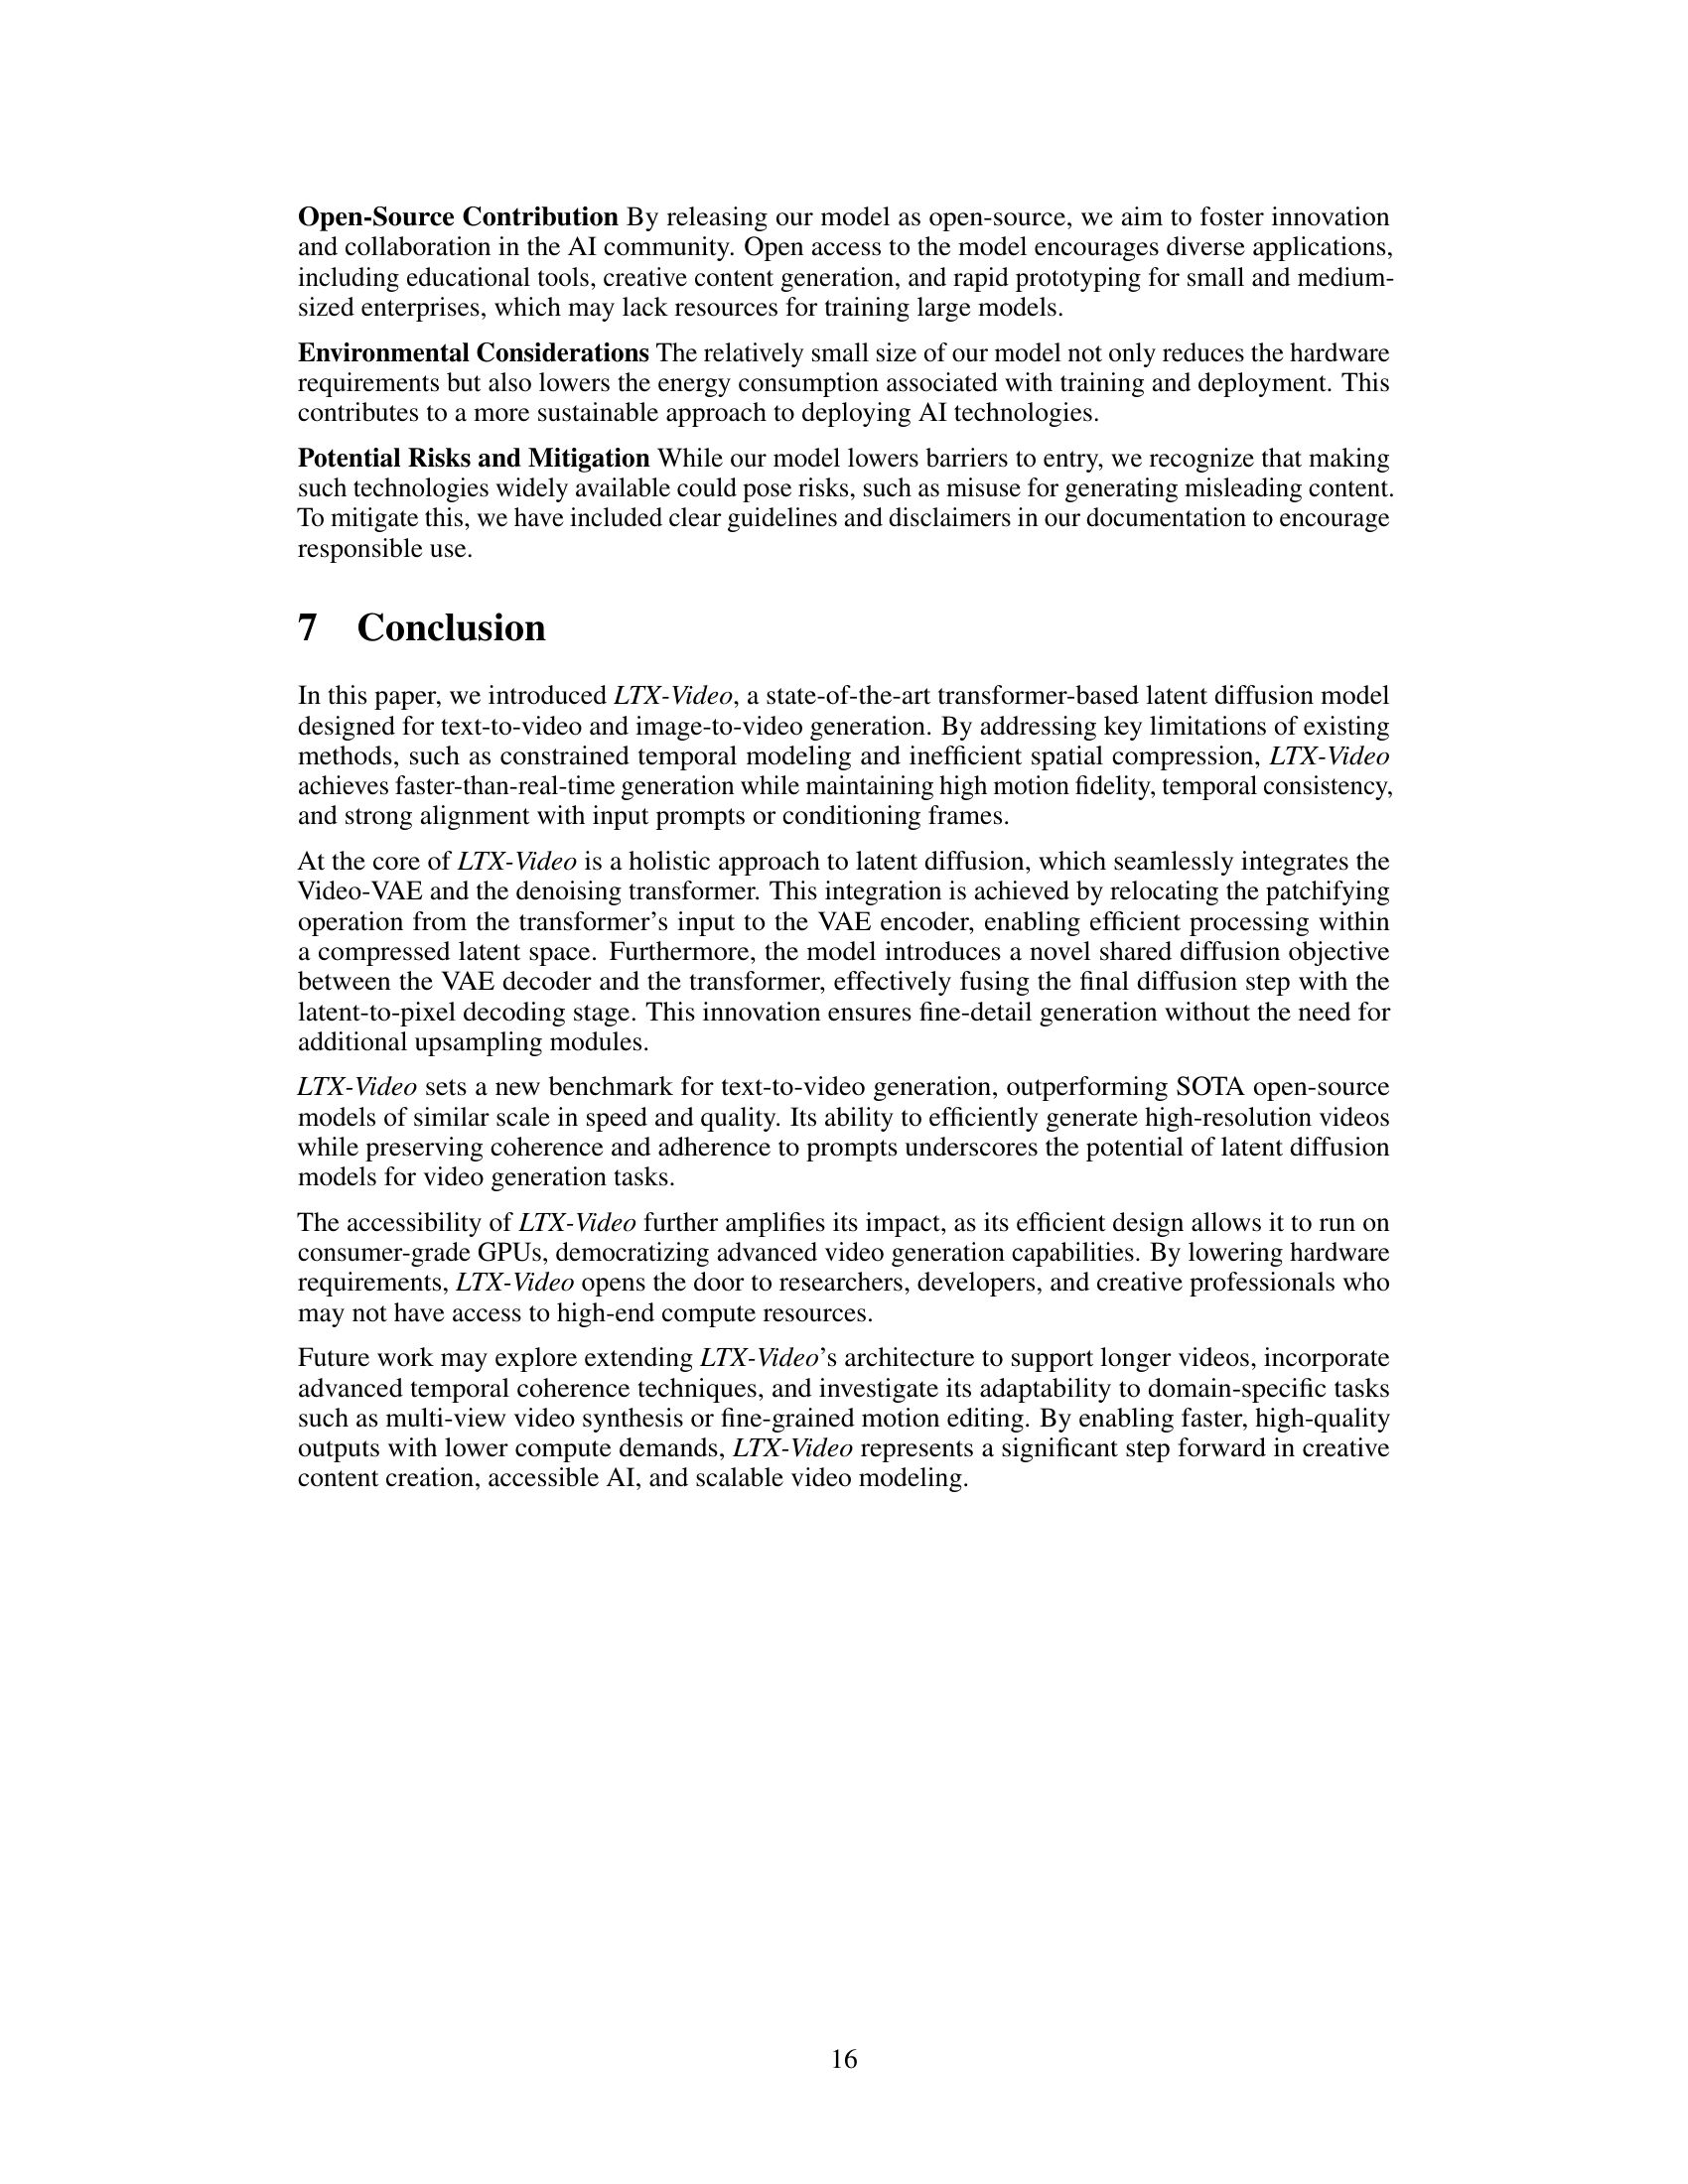 Open-Source Contribution By releasing our model as open-source, we aim to foster innovation
and collaboration in the AI community. Open access to the model encourages diverse applications,
including educational tools, creative content generation, and rapid prototyping for small and medium-
sized enterprises, which may lack resources for training large models.
Environmental Considerations The relatively small size of our model not only reduces the hardware
requirements but also lowers the energy consumption associated with training and deployment. This
contributes to a more sustainable approach to deploying AI technologies.
Potential Risks and Mitigation While our model lowers barriers to entry, we recognize that making
such technologies widely available could pose risks, such as misuse for generating misleading content.
To mitigate this, we have included clear guidelines and disclaimers in our documentation to encourage
responsible use.
7 Conclusion
In this paper, we introduced LTX-Video, a state-of-the-art transformer-based latent diffusion model
designed for text-to-video and image-to-video generation. By addressing key limitations of existing
methods, such as constrained temporal modeling and inefficient spatial compression, LTX-Video
achieves faster-than-real-time generation while maintaining high motion fidelity, temporal consistency,
and strong alignment with input prompts or conditioning frames.
At the core of LTX-Video is a holistic approach to latent diffusion, which seamlessly integrates the
Video-VAE and the denoising transformer. This integration is achieved by relocating the patchifying
operation from the transformer's input to the VAE encoder, enabling efficient processing within
a compressed latent space. Furthermore, the model introduces a novel shared diffusion objective
between the VAE decoder and the transformer, effectively fusing the final diffusion step with the
latent-to-pixel decoding stage. This innovation ensures fine-detail generation without the need for
additional upsampling modules.
LTX-Video sets a new benchmark for text-to-video generation, outperforming SOTA open-source
models of similar scale in speed and quality. Its ability to efficiently generate high-resolution videos
while preserving coherence and adherence to prompts underscores the potential of latent diffusion
models for video generation tasks.
The accessibility of LTX-Video further amplifies its impact, as its efficient design allows it to run on
consumer-grade GPUs, democratizing advanced video generation capabilities. By lowering hardware
requirements, LTX-Video opens the door to researchers, developers, and creative professionals who
may not have access to high-end compute resources.
Future work may explore extending LTX-Video's architecture to support longer videos, incorporate
advanced temporal coherence techniques, and investigate its adaptability to domain-specific tasks
such as multi-view video synthesis or fine-grained motion editing. By enabling faster, high-quality
outputs with lower compute demands, LTX-Video represents a significant step forward in creative
content creation, accessible AI, and scalable video modeling.
16